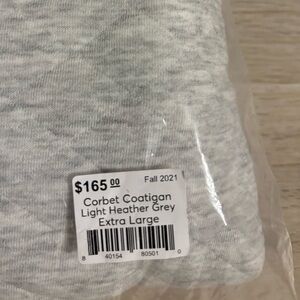 $165.00 Fall 2021
Corbet Coatigan
Light Heather Grey
Extra Large
8 40154 80501 0